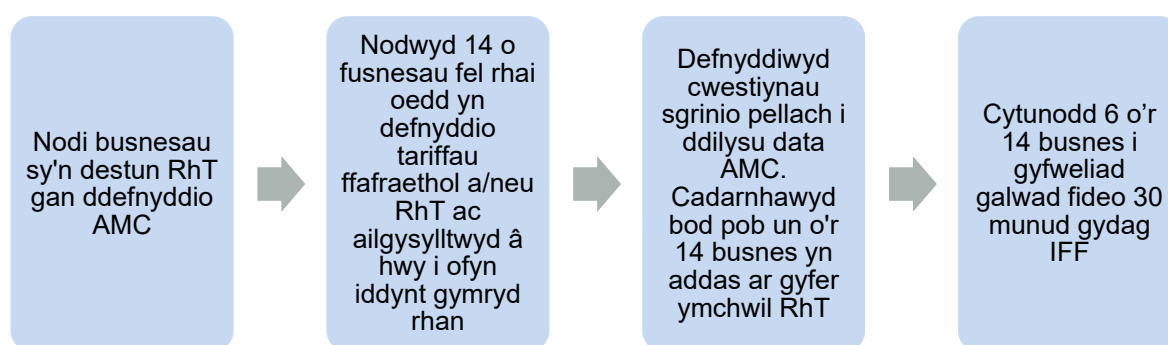 Nodi busnesau
sy'n destun RhT
gan ddefnyddio
AMC
Nodwyd 14 o
fusnesau fel rhai
oedd yn
defnyddio
tariffau
ffafraethol a/neu
RhT ac
ailgysylltwyd â
hwy i ofyn
iddynt gymryd
rhan
Defnyddiwyd
cwestiynau
sgrinio pellach i
ddilysu data
AMC.
Cadarnhawyd
bod pob un o'r
14 busnes yn
addas ar gyfer
ymchwil RhT
Cytunodd 6 o’r
14 busnes i
gyfweliad
galwad fideo 30
munud gydag
IFF